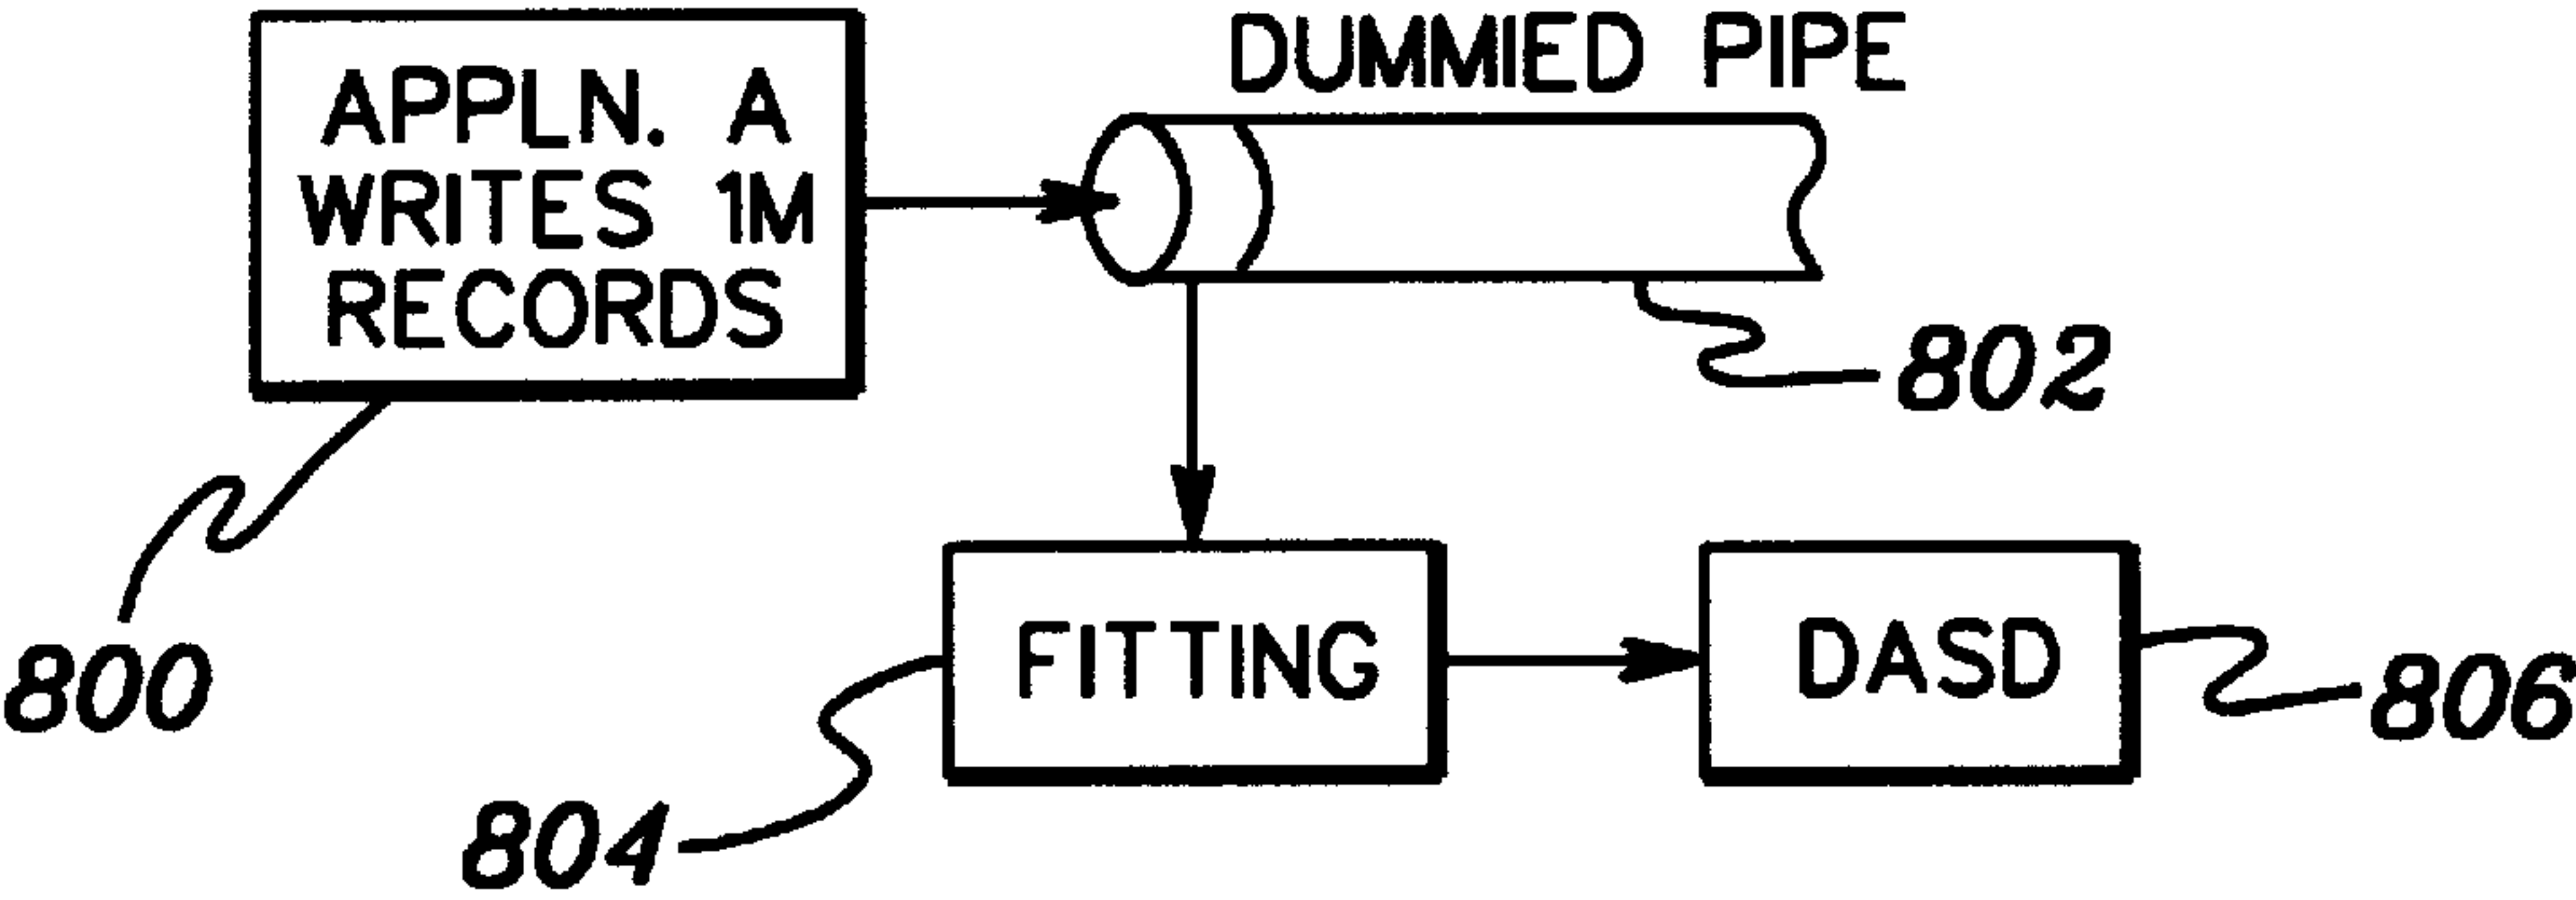 APPLN. A
WRITES 1M
RECORDS
DUMMIED PIPE
802
800
FITTING
DASD
806
804